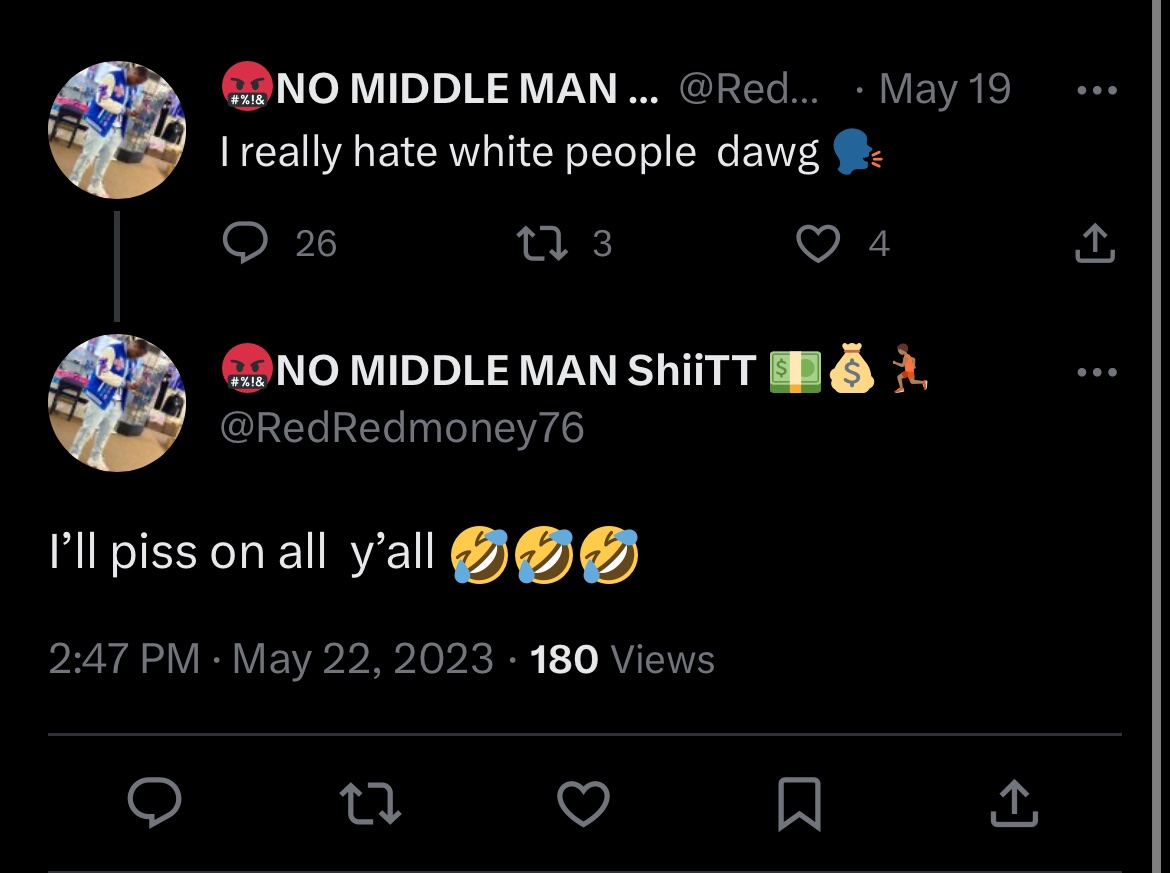 NO MIDDLE MAN ... @Red... · May 19
I really hate white people dawg
26 3 4
NO MIDDLE MAN ShiiTT
@RedRedmoney76
I’ll piss on all y’all 🤣🤣🤣
2:47 PM · May 22, 2023 · 180 Views